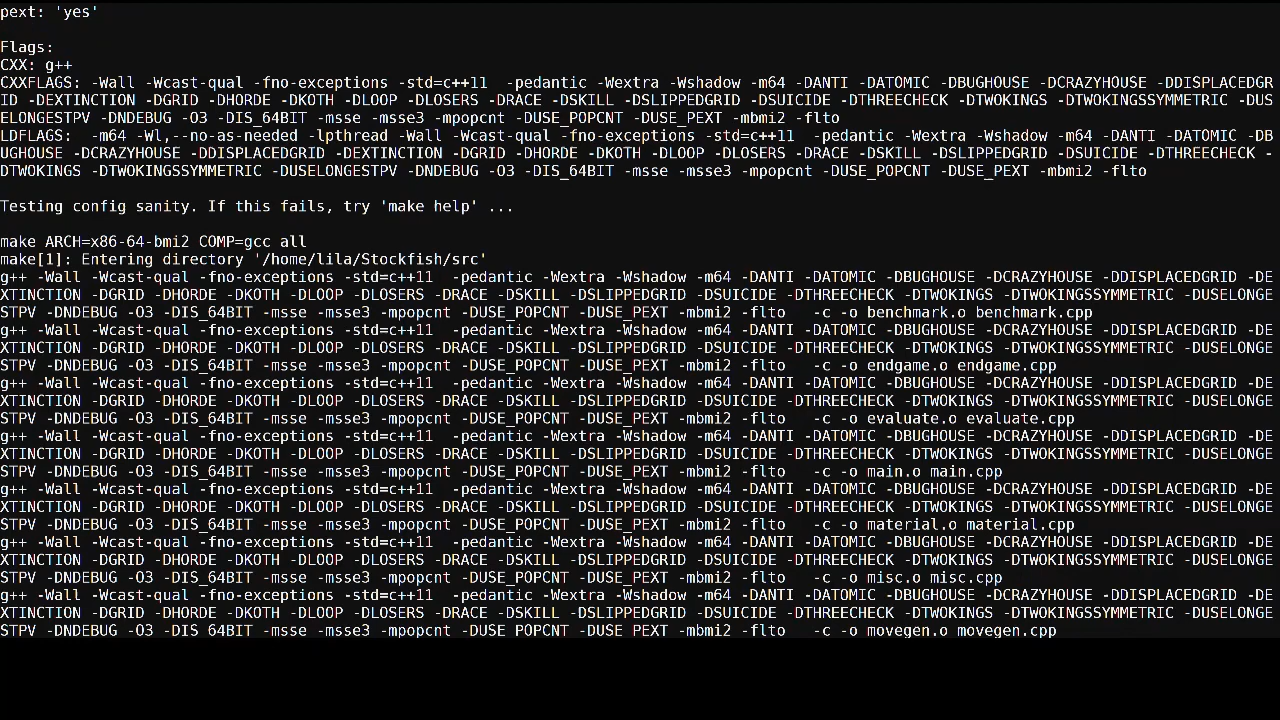 pext: 'yes'
Flags:
CXX: g++
CXXFLAGS: -Wall -Wcast-qual -fno-exceptions -std=c++11  -pedantic -Wextra -Wshadow -m64 -DANTI -DATOMIC -DBUGHOUSE -DCRAZYHOUSE -DDISPLACEDGR
ID -DEXTINCTION -DGRID -DHORDE -DKOTH -DLOOP -DLOSERS -DRACE -DSKILL -DSLIPPEDGRID -DSUICIDE -DTHREECHECK -DTWOKINGS -DTWOKINGSSYMMETRIC -DUS
ELONGESTPV -DNDEBUG -O3 -DIS_64BIT -msse -msse3 -mpopcnt -DUSE_POPCNT -DUSE_PEXT -mbmi2 -flto
LDFLAGS:  -m64 -Wl,--no-as-needed -lpthread -Wall -Wcast-qual -fno-exceptions -std=c++11  -pedantic -Wextra -Wshadow -m64 -DANTI -DATOMIC -DB
UGHOUSE -DCRAZYHOUSE -DDISPLACEDGRID -DEXTINCTION -DGRID -DHORDE -DKOTH -DLOOP -DLOSERS -DRACE -DSKILL -DSLIPPEDGRID -DSUICIDE -DTHREECHECK -
DTWOKINGS -DTWOKINGSSYMMETRIC -DUSELONGESTPV -DNDEBUG -O3 -DIS_64BIT -msse -msse3 -mpopcnt -DUSE_POPCNT -DUSE_PEXT -mbmi2 -flto
Testing config sanity. If this fails, try 'make help' ...
make ARCH=x86-64-bmi2 COMP=gcc all
make[1]: Entering directory '/home/lila/Stockfish/src'
g++ -Wall -Wcast-qual -fno-exceptions -std=c++11  -pedantic -Wextra -Wshadow -m64 -DANTI -DATOMIC -DBUGHOUSE -DCRAZYHOUSE -DDISPLACEDGRID -DE
XTINCTION -DGRID -DHORDE -DKOTH -DLOOP -DLOSERS -DRACE -DSKILL -DSLIPPEDGRID -DSUICIDE -DTHREECHECK -DTWOKINGS -DTWOKINGSSYMMETRIC -DUSELONGE
STPV -DNDEBUG -O3 -DIS_64BIT -msse -msse3 -mpopcnt -DUSE_POPCNT -DUSE_PEXT -mbmi2 -flto   -c -o benchmark.o benchmark.cpp
g++ -Wall -Wcast-qual -fno-exceptions -std=c++11  -pedantic -Wextra -Wshadow -m64 -DANTI -DATOMIC -DBUGHOUSE -DCRAZYHOUSE -DDISPLACEDGRID -DE
XTINCTION -DGRID -DHORDE -DKOTH -DLOOP -DLOSERS -DRACE -DSKILL -DSLIPPEDGRID -DSUICIDE -DTHREECHECK -DTWOKINGS -DTWOKINGSSYMMETRIC -DUSELONGE
STPV -DNDEBUG -O3 -DIS_64BIT -msse -msse3 -mpopcnt -DUSE_POPCNT -DUSE_PEXT -mbmi2 -flto   -c -o endgame.o endgame.cpp
g++ -Wall -Wcast-qual -fno-exceptions -std=c++11  -pedantic -Wextra -Wshadow -m64 -DANTI -DATOMIC -DBUGHOUSE -DCRAZYHOUSE -DDISPLACEDGRID -DE
XTINCTION -DGRID -DHORDE -DKOTH -DLOOP -DLOSERS -DRACE -DSKILL -DSLIPPEDGRID -DSUICIDE -DTHREECHECK -DTWOKINGS -DTWOKINGSSYMMETRIC -DUSELONGE
STPV -DNDEBUG -O3 -DIS_64BIT -msse -msse3 -mpopcnt -DUSE_POPCNT -DUSE_PEXT -mbmi2 -flto   -c -o evaluate.o evaluate.cpp
g++ -Wall -Wcast-qual -fno-exceptions -std=c++11  -pedantic -Wextra -Wshadow -m64 -DANTI -DATOMIC -DBUGHOUSE -DCRAZYHOUSE -DDISPLACEDGRID -DE
XTINCTION -DGRID -DHORDE -DKOTH -DLOOP -DLOSERS -DRACE -DSKILL -DSLIPPEDGRID -DSUICIDE -DTHREECHECK -DTWOKINGS -DTWOKINGSSYMMETRIC -DUSELONGE
STPV -DNDEBUG -O3 -DIS_64BIT -msse -msse3 -mpopcnt -DUSE_POPCNT -DUSE_PEXT -mbmi2 -flto   -c -o main.o main.cpp
g++ -Wall -Wcast-qual -fno-exceptions -std=c++11  -pedantic -Wextra -Wshadow -m64 -DANTI -DATOMIC -DBUGHOUSE -DCRAZYHOUSE -DDISPLACEDGRID -DE
XTINCTION -DGRID -DHORDE -DKOTH -DLOOP -DLOSERS -DRACE -DSKILL -DSLIPPEDGRID -DSUICIDE -DTHREECHECK -DTWOKINGS -DTWOKINGSSYMMETRIC -DUSELONGE
STPV -DNDEBUG -O3 -DIS_64BIT -msse -msse3 -mpopcnt -DUSE_POPCNT -DUSE_PEXT -mbmi2 -flto   -c -o material.o material.cpp
g++ -Wall -Wcast-qual -fno-exceptions -std=c++11  -pedantic -Wextra -Wshadow -m64 -DANTI -DATOMIC -DBUGHOUSE -DCRAZYHOUSE -DDISPLACEDGRID -DE
XTINCTION -DGRID -DHORDE -DKOTH -DLOOP -DLOSERS -DRACE -DSKILL -DSLIPPEDGRID -DSUICIDE -DTHREECHECK -DTWOKINGS -DTWOKINGSSYMMETRIC -DUSELONGE
STPV -DNDEBUG -O3 -DIS_64BIT -msse -msse3 -mpopcnt -DUSE_POPCNT -DUSE_PEXT -mbmi2 -flto   -c -o misc.o misc.cpp
g++ -Wall -Wcast-qual -fno-exceptions -std=c++11  -pedantic -Wextra -Wshadow -m64 -DANTI -DATOMIC -DBUGHOUSE -DCRAZYHOUSE -DDISPLACEDGRID -DE
XTINCTION -DGRID -DHORDE -DKOTH -DLOOP -DLOSERS -DRACE -DSKILL -DSLIPPEDGRID -DSUICIDE -DTHREECHECK -DTWOKINGS -DTWOKINGSSYMMETRIC -DUSELONGE
STPV -DNDEBUG -O3 -DIS 64BIT -msse -msse3 -mpopcnt -DUSE POPCNT -DUSE PEXT -mbmi2 -flto   -c -o movegen.o movegen.cpp